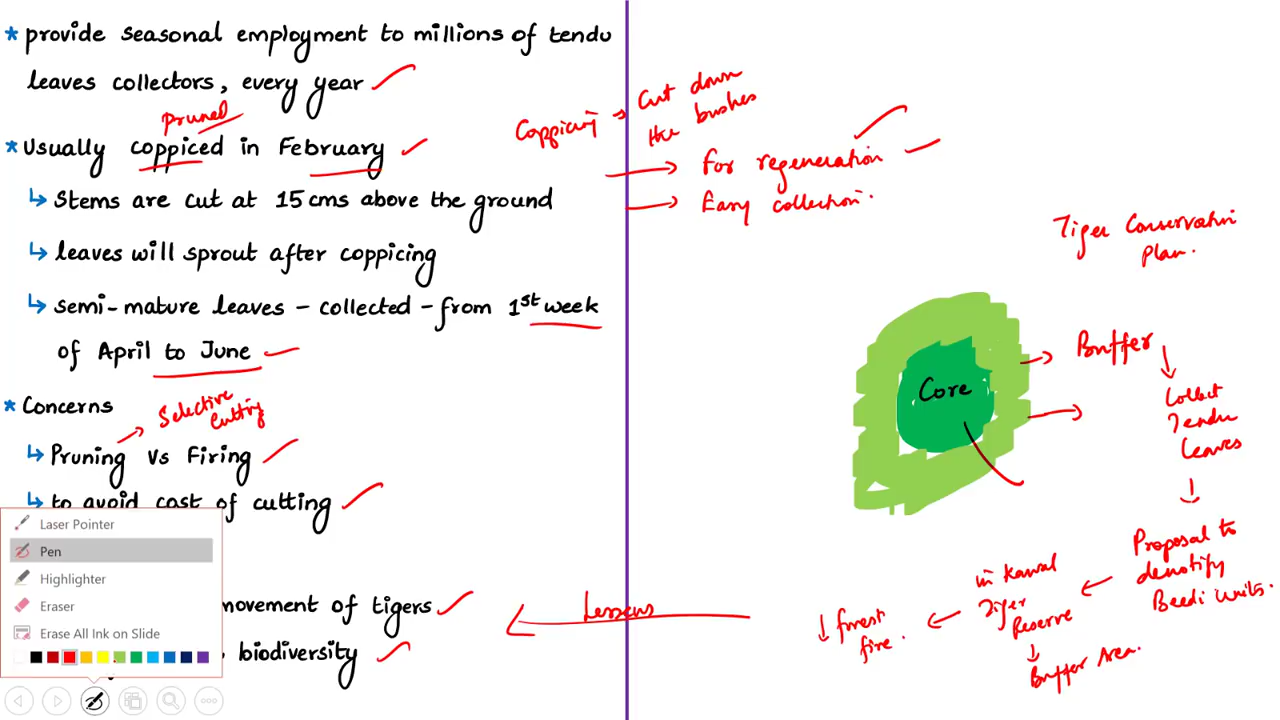 * provide seasonal employment to millions of tendu
leaves collectors, every year
pruned
* Usually coppiced in February
↳ Stems are cut at 15 cms above the ground
↳ leaves will sprout after coppicing
↳ semi-mature leaves - collected - from 1st week
of April to June
* Concerns
Selective
Cutting
↳ Pruning Vs Firing
↳ to avoid cost of cutting
movement of tigers
biodiversity
Laser Pointer
Pen
Highlighter
Eraser
Erase All Ink on Slide
Coppicing → Cut down
the bushes
→ For regeneration
→ Easy collection.
Tiger Conservation
Plan.
Core
→ Buffer
Collect
Tendu
Leaves
Proposal to
denotify
Beedi Units.
in Kawal
Tiger
Reserve
Buffer Area.
↓ forest
fire.
Lessens